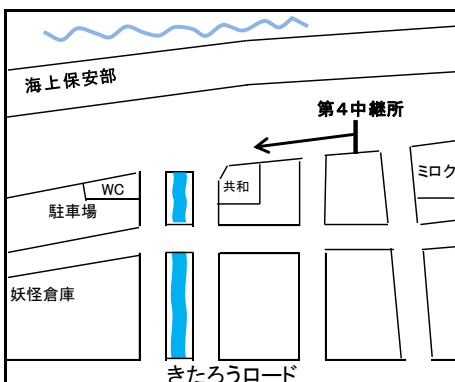 海上保安部
第4中継所
ミロク
WC
共和
駐車場
妖怪倉庫
きたろうロード